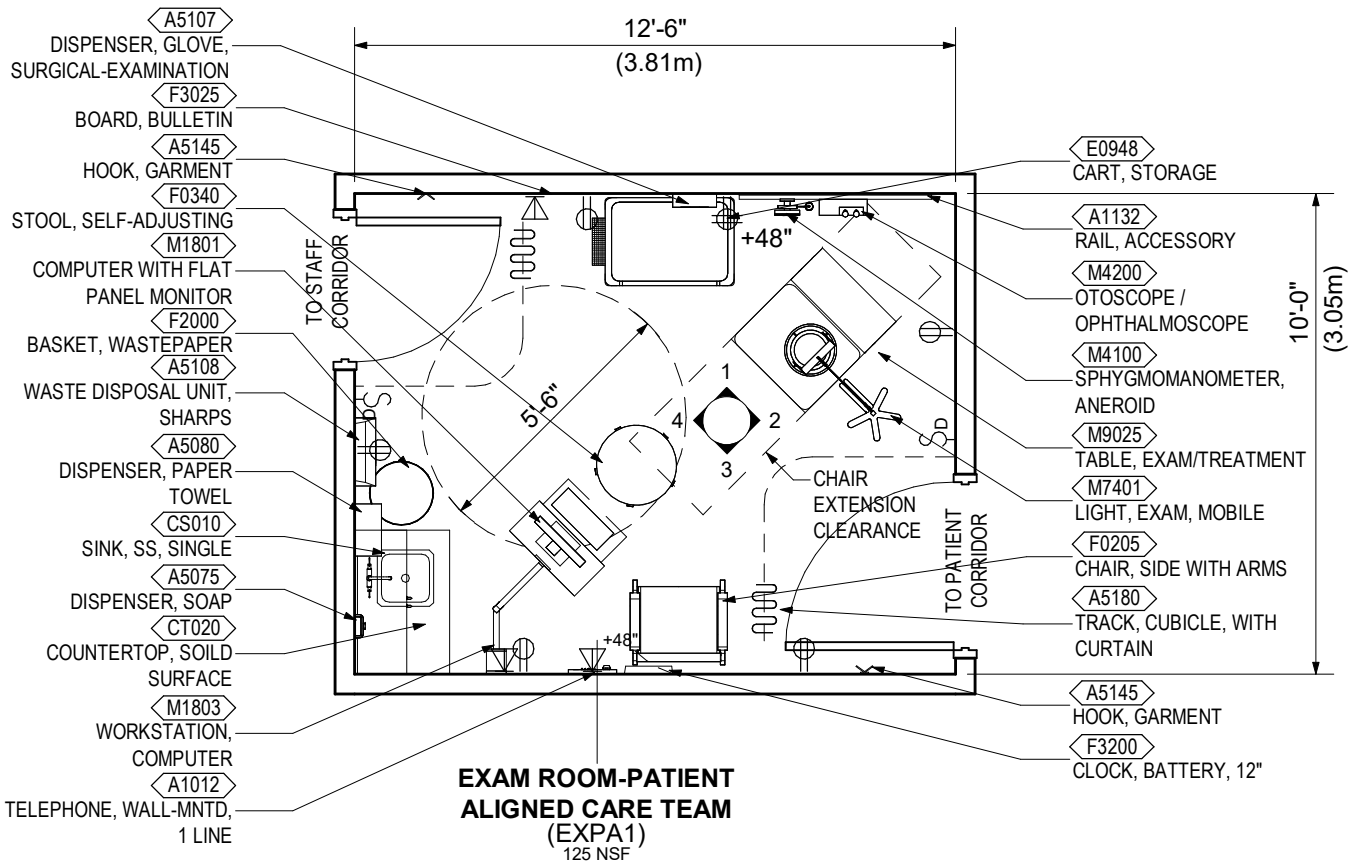 A5107
DISPENSER, GLOVE,
SURGICAL-EXAMINATION
F3025
BOARD, BULLETIN
A5145
HOOK, GARMENT
F0340
STOOL, SELF-ADJUSTING
M1801
COMPUTER WITH FLAT
PANEL MONITOR
F2000
BASKET, WASTEPAPER
A5108
WASTE DISPOSAL UNIT,
SHARPS
A5080
DISPENSER, PAPER
TOWEL
CS010
SINK, SS, SINGLE
A5075
DISPENSER, SOAP
CT020
COUNTERTOP, SOILD
SURFACE
M1803
WORKSTATION,
COMPUTER
A1012
TELEPHONE, WALL-MNTD,
1 LINE
12'-6"
(3.81m)
TO STAFF
CORRIDOR
+48"
5'-6"
1
4
2
3
D
CHAIR
EXTENSION
CLEARANCE
+48"
TO PATIENT
CORRIDOR
10'-0"
(3.05m)
E0948
CART, STORAGE
A1132
RAIL, ACCESSORY
M4200
OTOSCOPE /
OPHTHALMOSCOPE
M4100
SPHYGMOMANOMETER,
ANEROID
M9025
TABLE, EXAM/TREATMENT
M7401
LIGHT, EXAM, MOBILE
F0205
CHAIR, SIDE WITH ARMS
A5180
TRACK, CUBICLE, WITH
CURTAIN
A5145
HOOK, GARMENT
F3200
CLOCK, BATTERY, 12"
EXAM ROOM-PATIENT
ALIGNED CARE TEAM
(EXPA1)
125 NSF